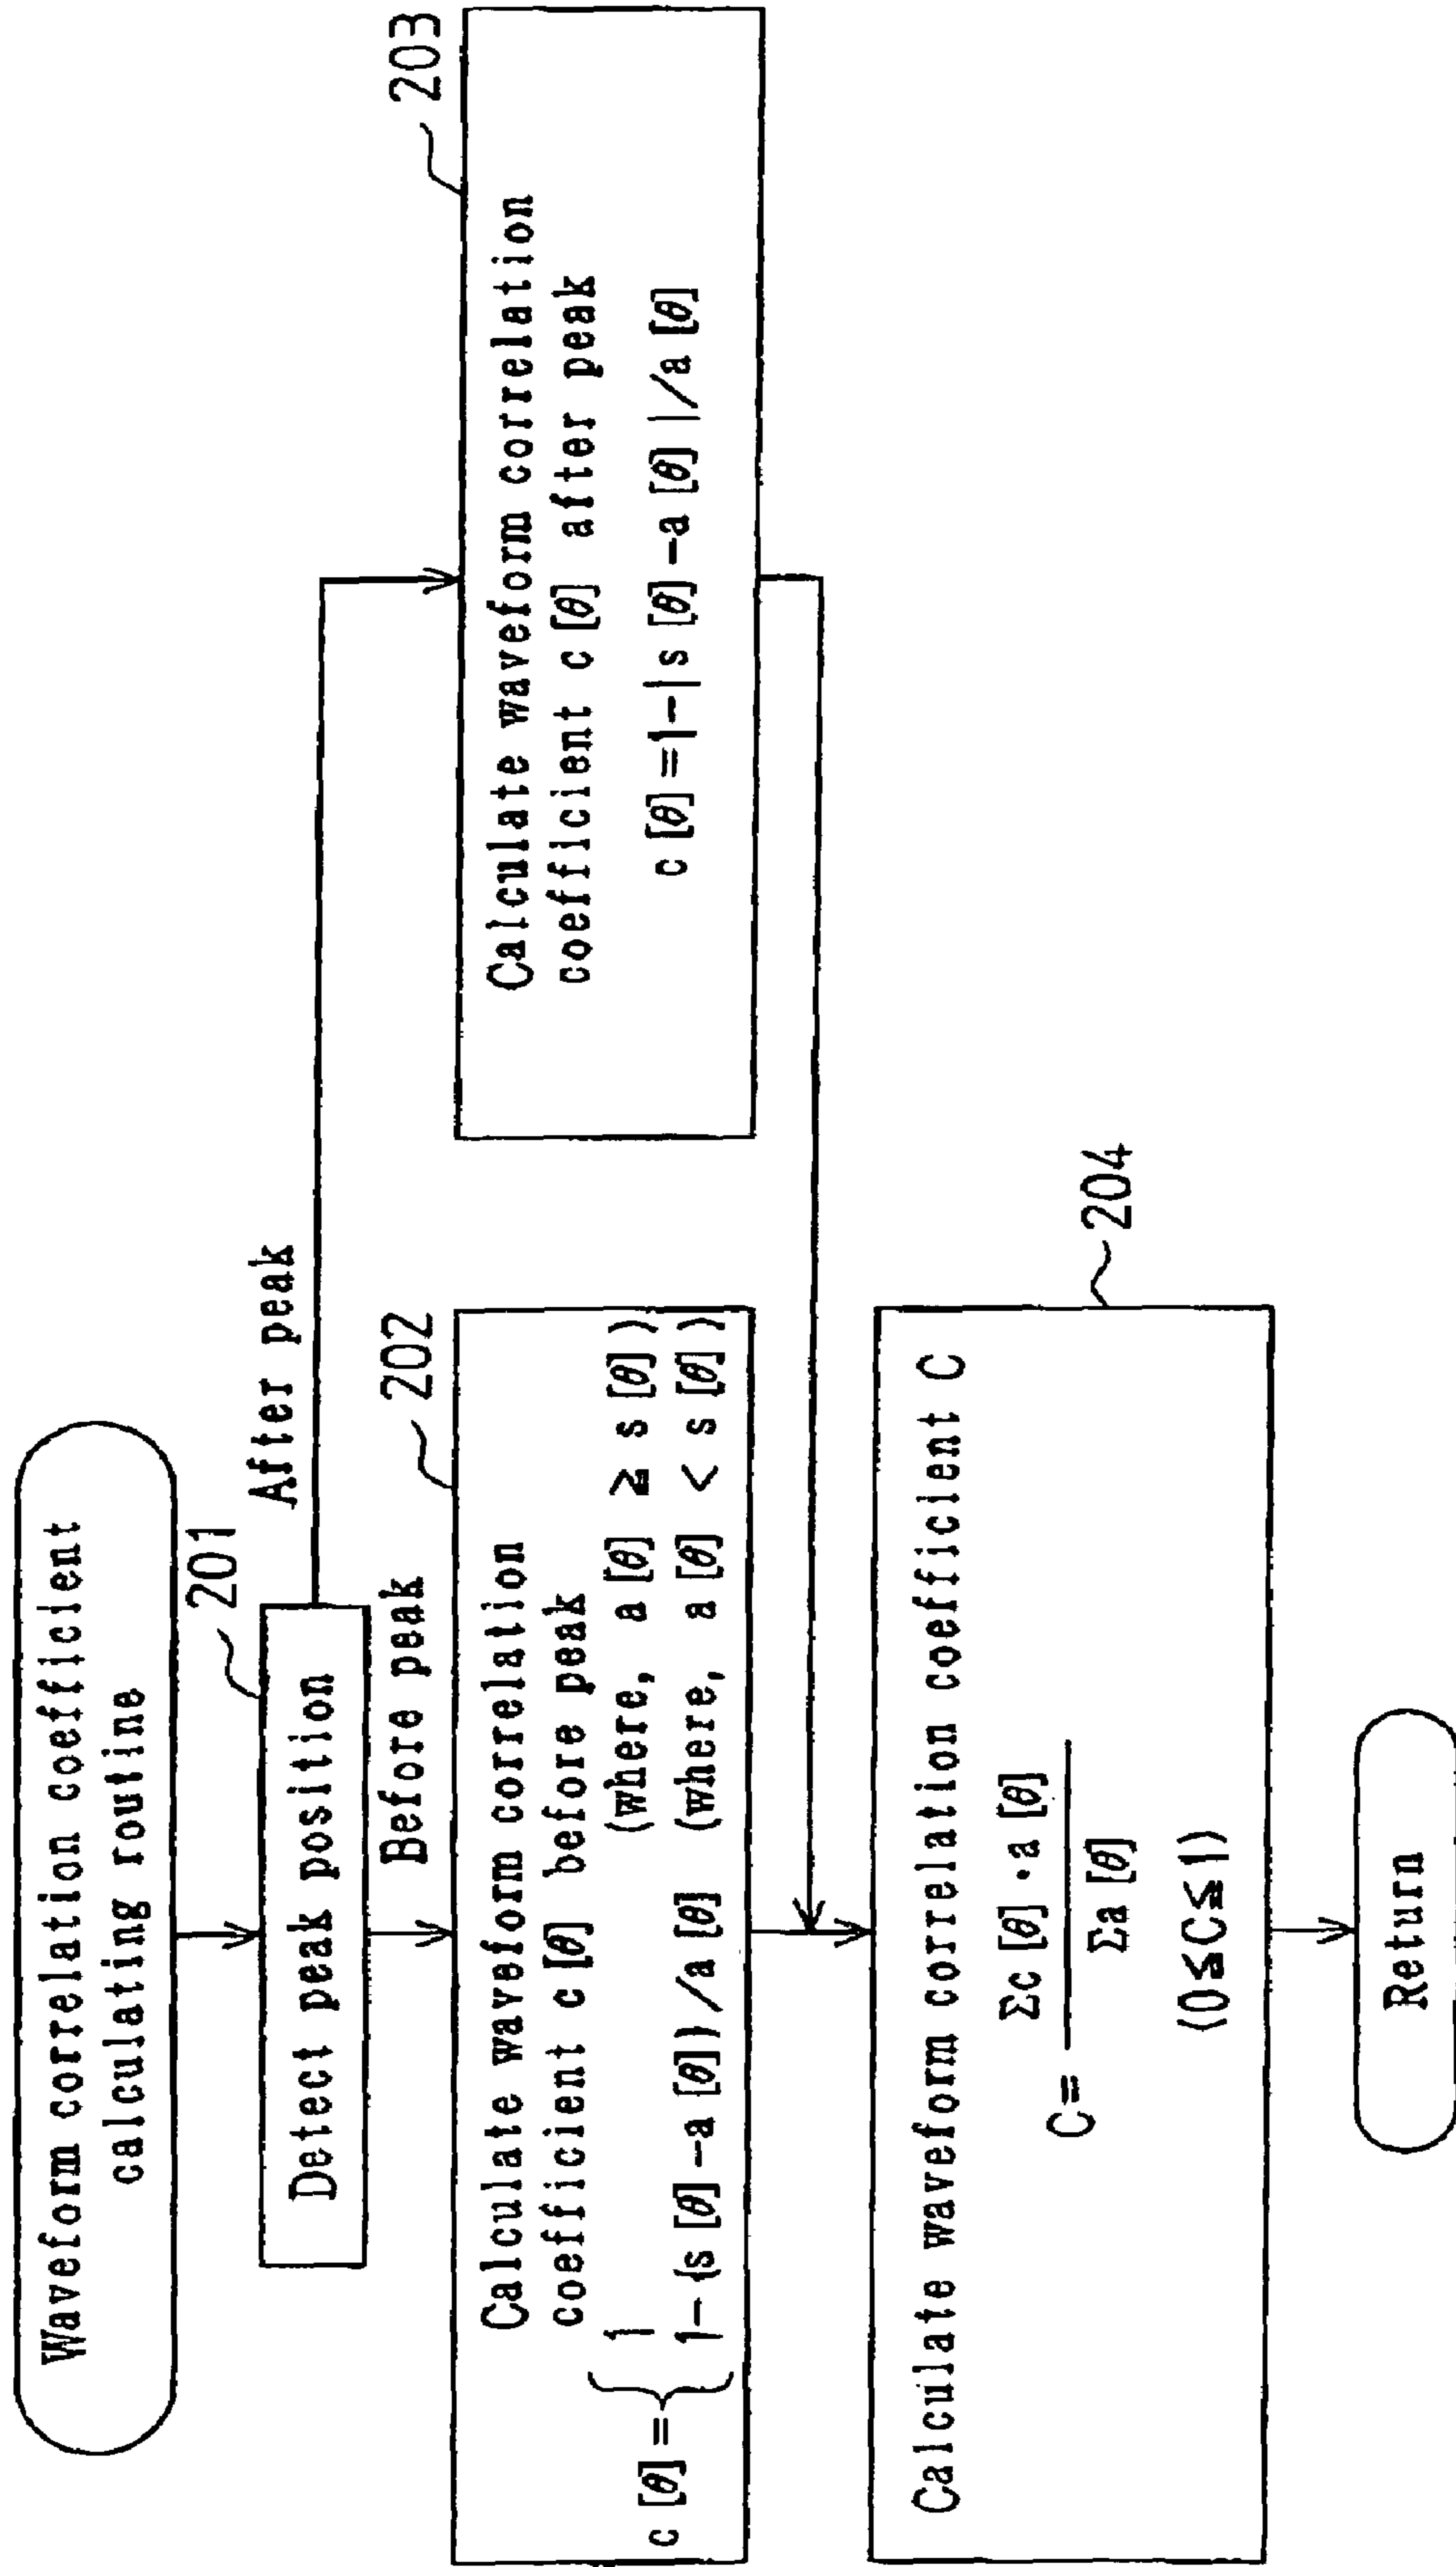 Waveform correlation coefficient
calculating routine
201
Detect peak position
After peak
Before peak
202
Calculate waveform correlation
coefficient c [θ] before peak
c [θ] = { 1 (where, a [θ] ≧ s [θ])
1− (s [θ] −a [θ]) /a [θ] (where, a [θ] < s [θ])
203
Calculate waveform correlation
coefficient c [θ] after peak
c [θ] =1−| s [θ] −a [θ] |/a [θ]
204
Calculate waveform correlation coefficient C
C= Σc [θ] · a [θ]
Σa [θ]
(0≦C≦1)
Return